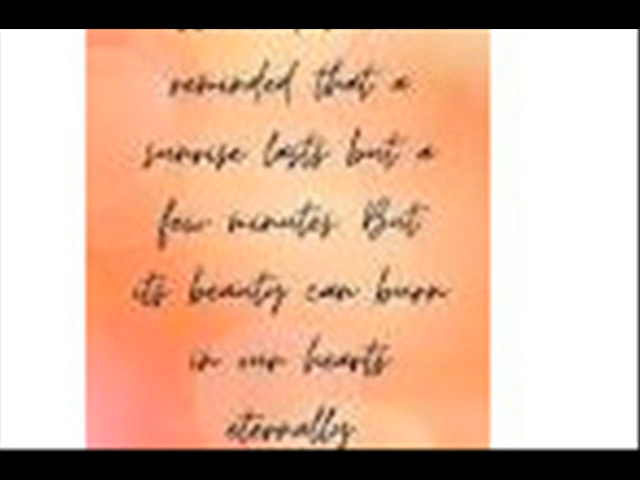 reminded that a
sunrise lasts but a
few minutes. But
its beauty can burn
in our hearts
eternally